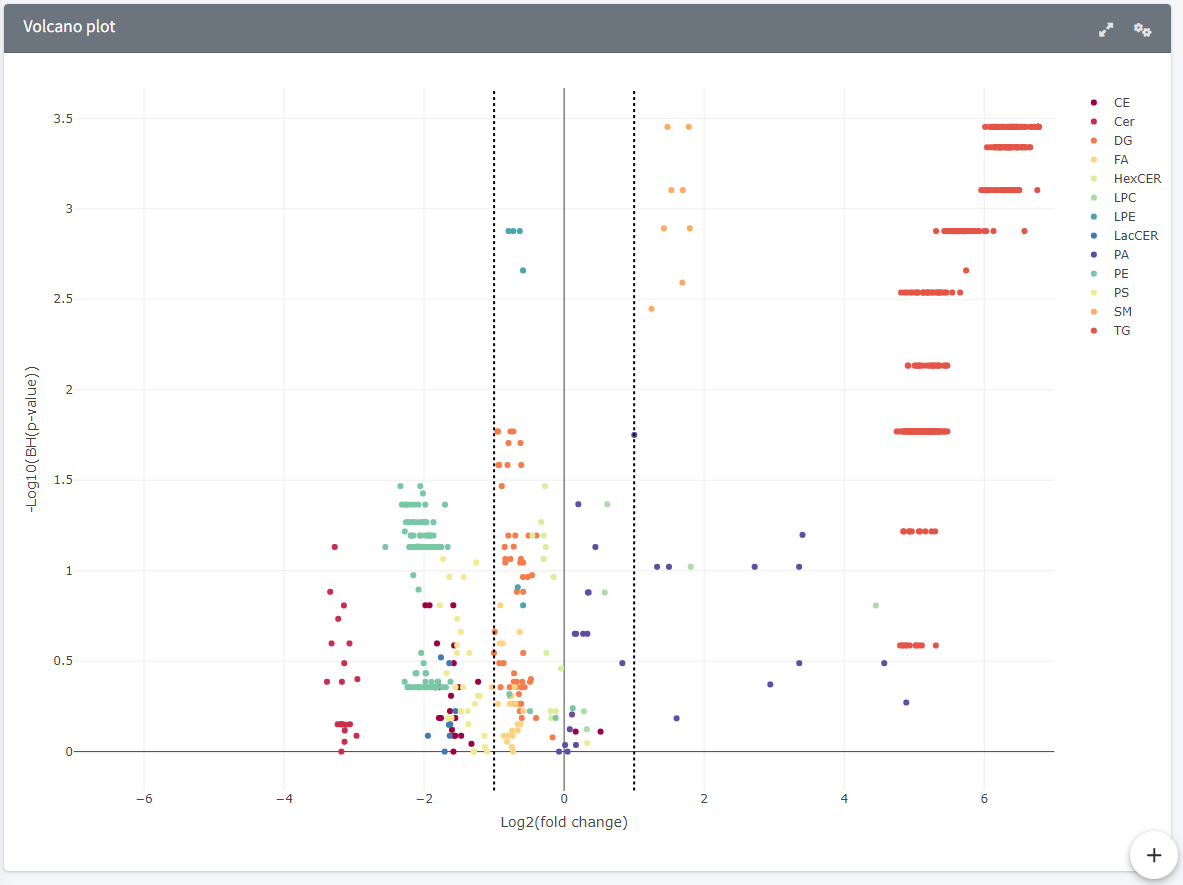 Volcano plot
3.5
3
2.5
2
1.5
1
0.5
0
-Log10(BH(p-value))
−6
−4
−2
0
2
4
6
Log2(fold change)
CE
Cer
DG
FA
HexCER
LPC
LPE
LacCER
PA
PE
PS
SM
TG
+